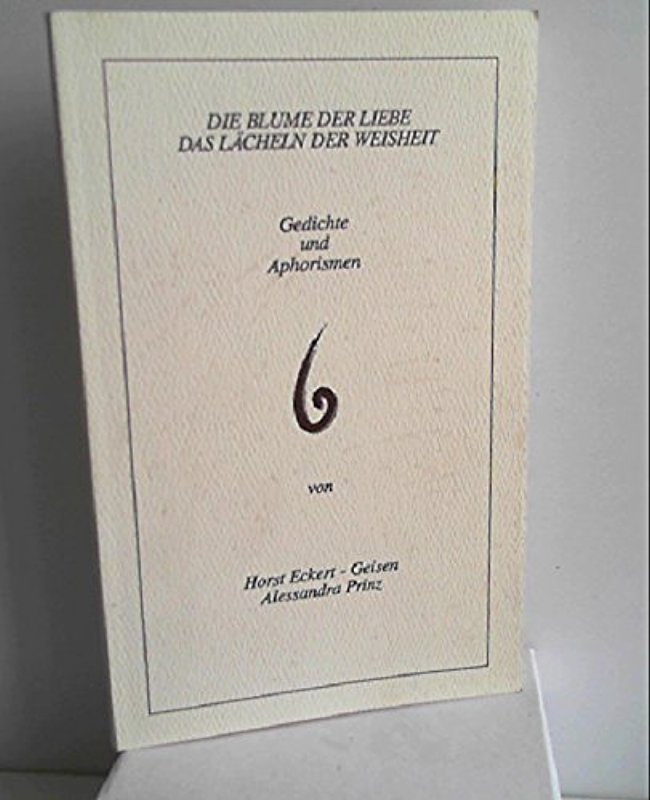 DIE BLUME DER LIEBE
DAS LÄCHELN DER WEISHEIT
Gedichte
und
Aphorismen
von
Horst Eckert - Geisen
Alessandra Prinz